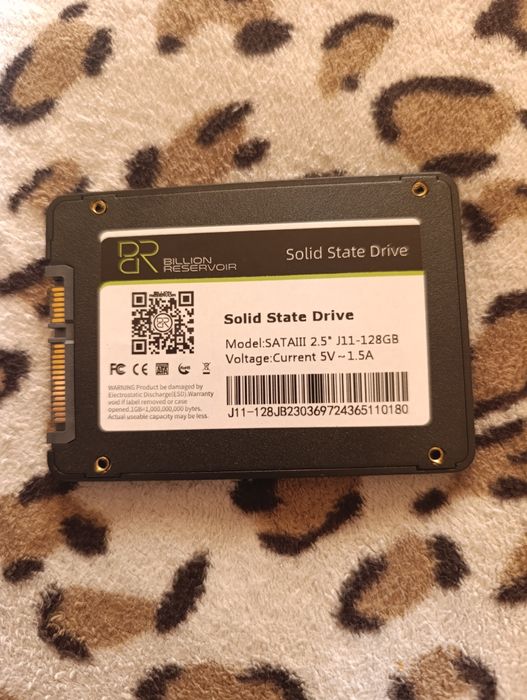 BR BILLION
RESERVOIR
Solid State Drive
Solid State Drive
Model:SATAIII 2.5" J11-128GB
Voltage:Current 5V~1.5A
WARNING Product be damaged by
Electrostatic Discharge(ESD).Warranty
void if label removed or case
opened.1GB=1,000,000,000 bytes.
Actual useable capacity may be less.
J11-128JB230369724365110180